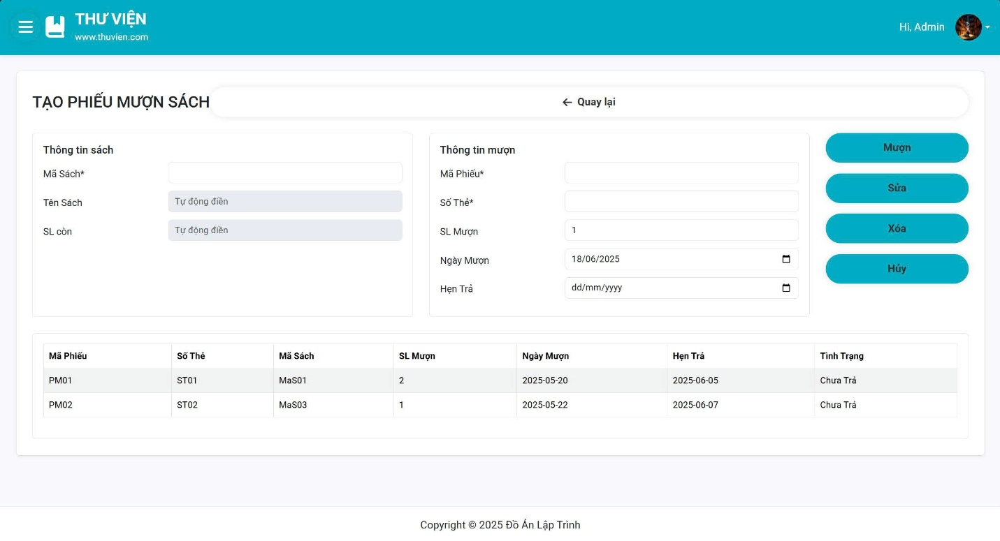 THƯ VIỆN
www.thuvien.com
Hi, Admin
TẠO PHIẾU MƯỢN SÁCH
Quay lại
Thông tin sách
Mã Sách*
Tên Sách Tự động điền
SL còn Tự động điền
Thông tin mượn
Mã Phiếu*
Số Thẻ*
SL Mượn 1
Ngày Mượn 18/06/2025
Hẹn Trả dd/mm/yyyy
Mượn
Sửa
Xóa
Hủy
Mã Phiếu Số Thẻ Mã Sách SL Mượn Ngày Mượn Hẹn Trả Tình Trạng
PM01 ST01 MaS01 2 2025-05-20 2025-06-05 Chưa Trả
PM02 ST02 MaS03 1 2025-05-22 2025-06-07 Chưa Trả
Copyright © 2025 Đồ Án Lập Trình